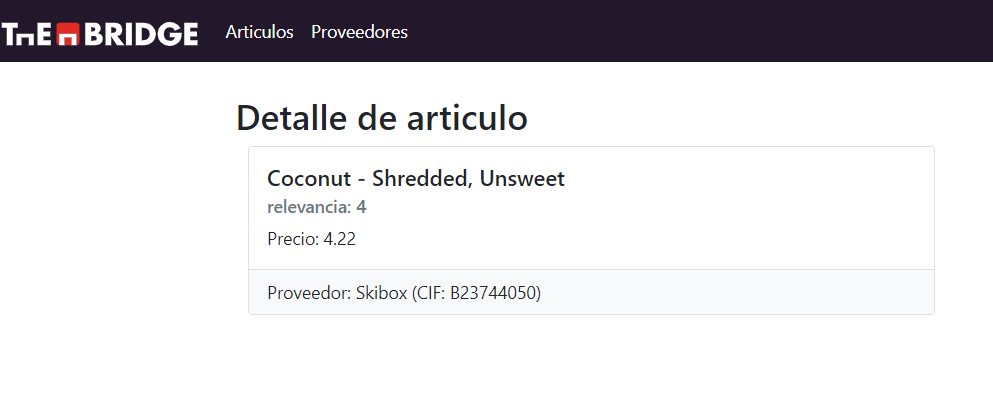 THE BRIDGE Articulos Proveedores
Detalle de articulo
Coconut - Shredded, Unsweet
relevancia: 4
Precio: 4.22
Proveedor: Skibox (CIF: B23744050)